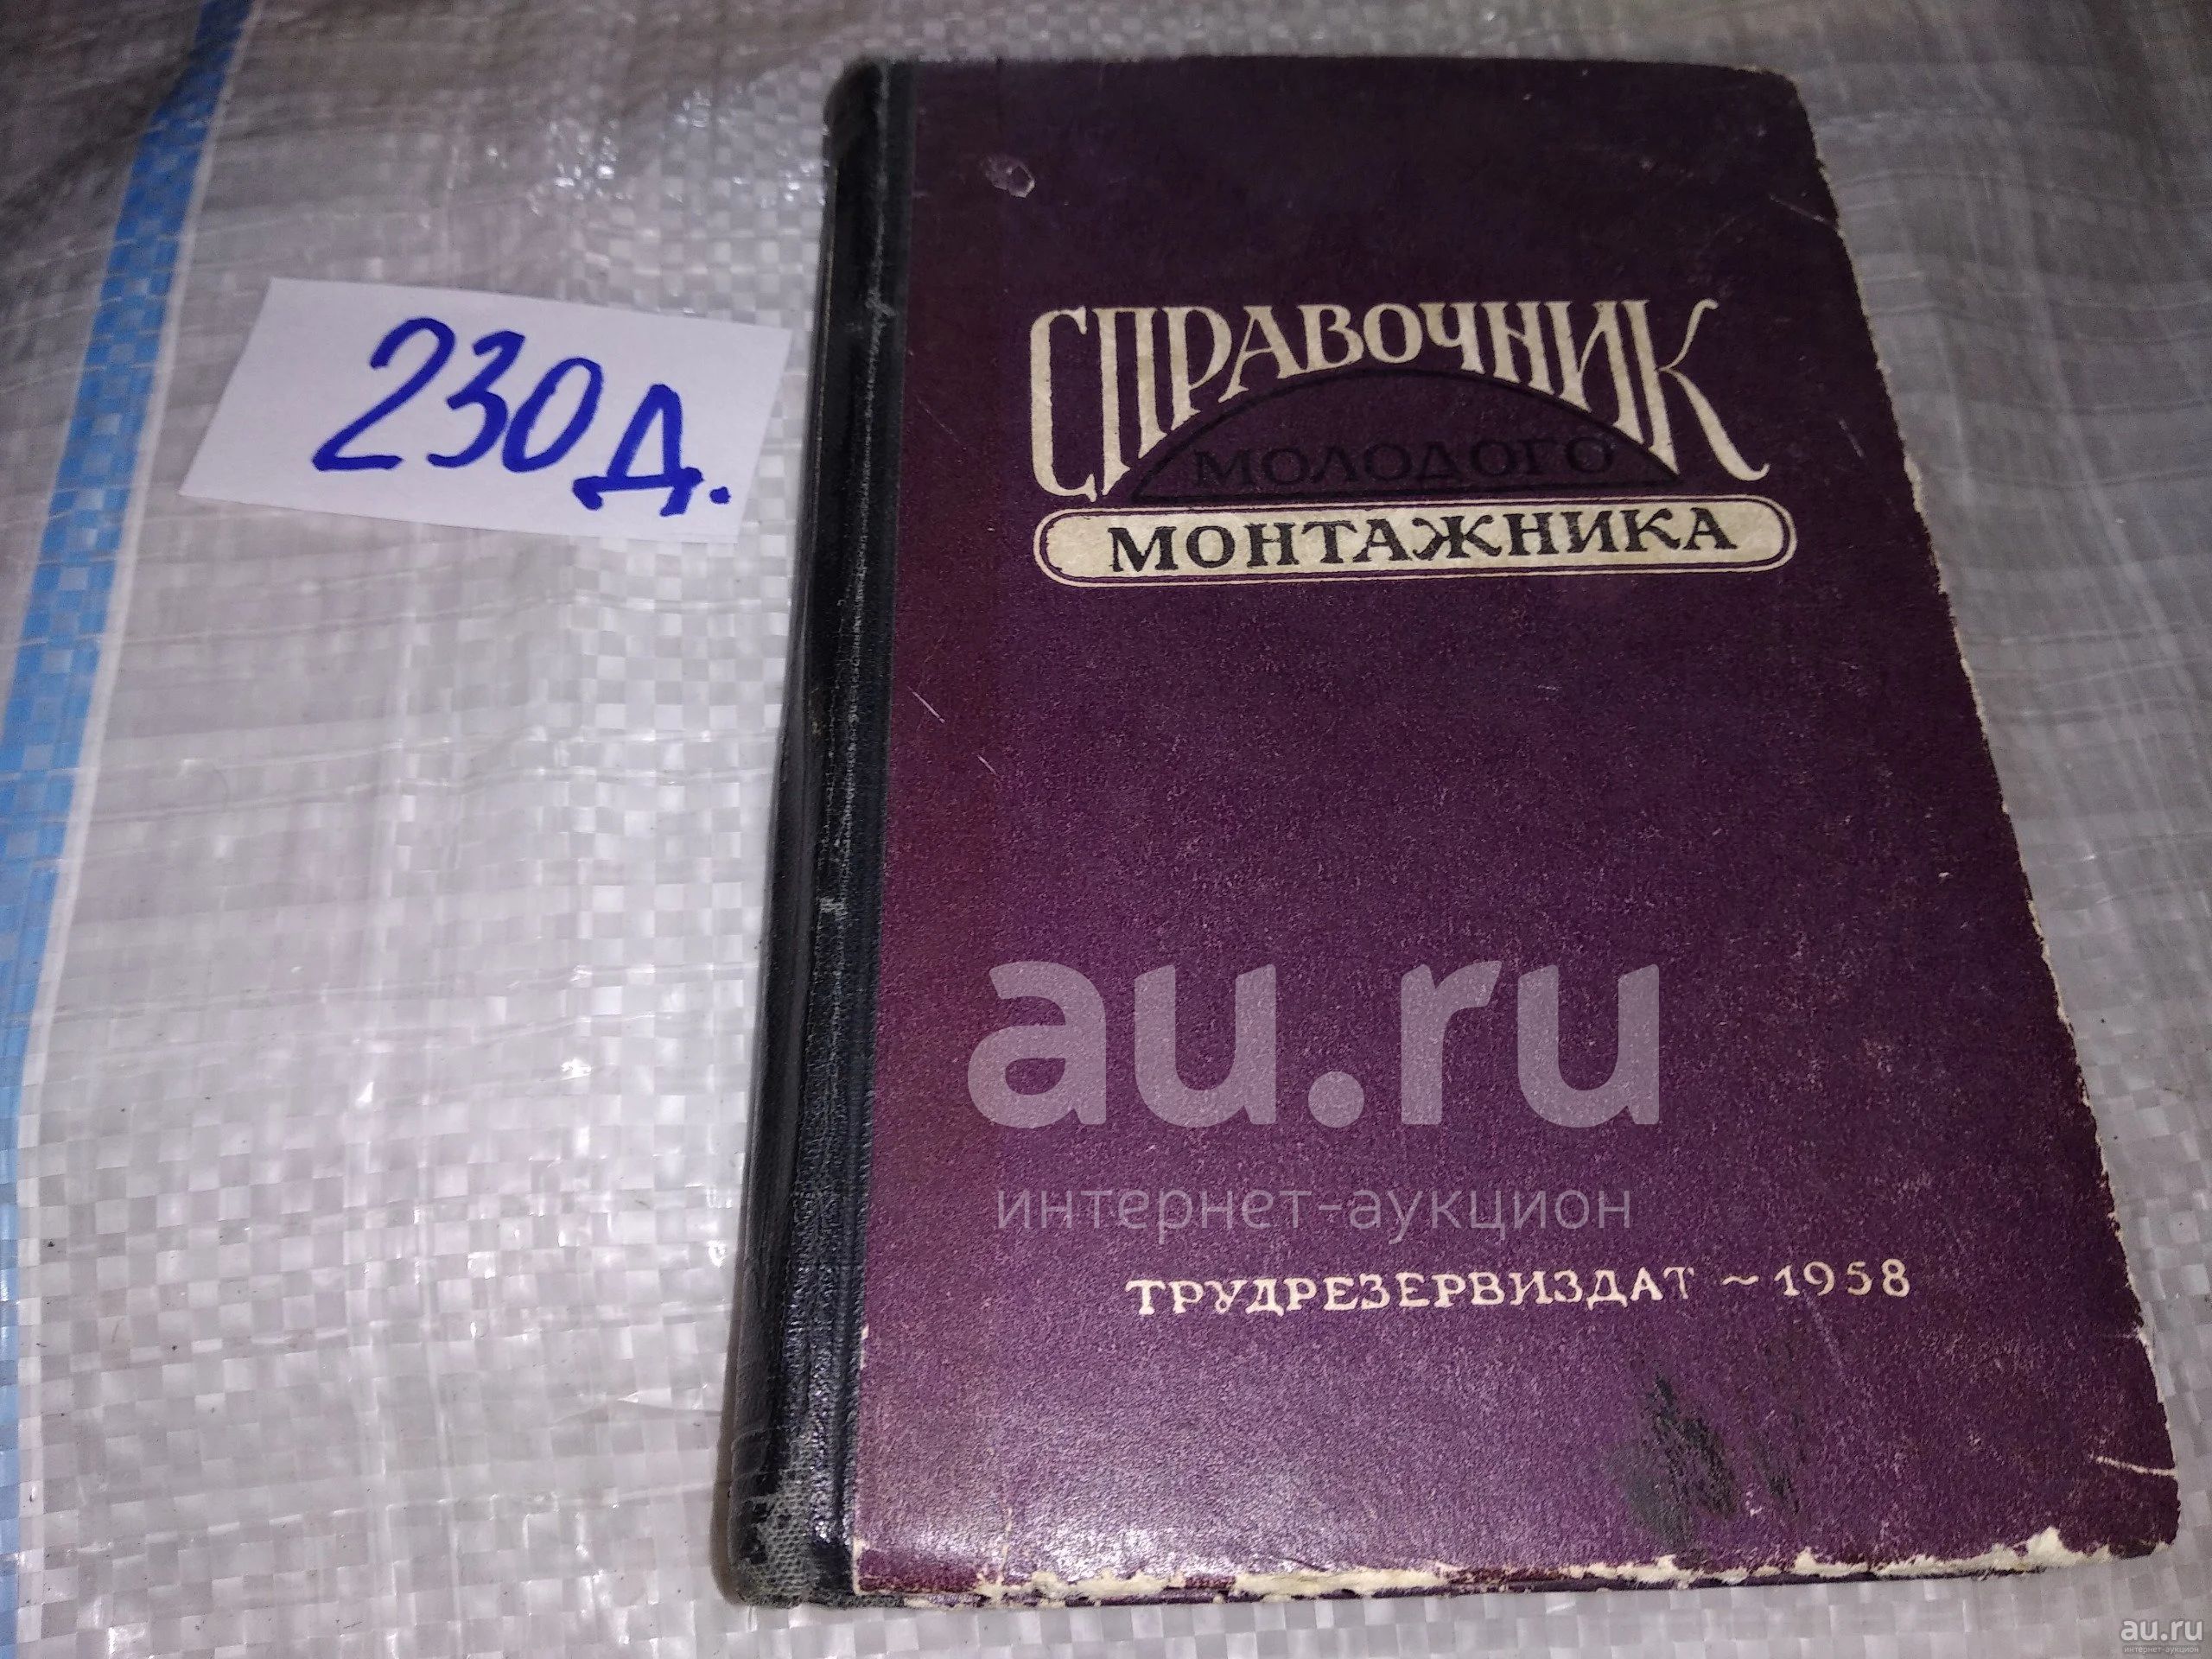 230д.
СПРАВОЧНИК
МОЛОДОГО
МОНТАЖНИКА
au.ru
интернет-аукцион
ТРУДРЕЗЕРВИЗДАТ ~ 1958
au.ru
интернет-аукцион